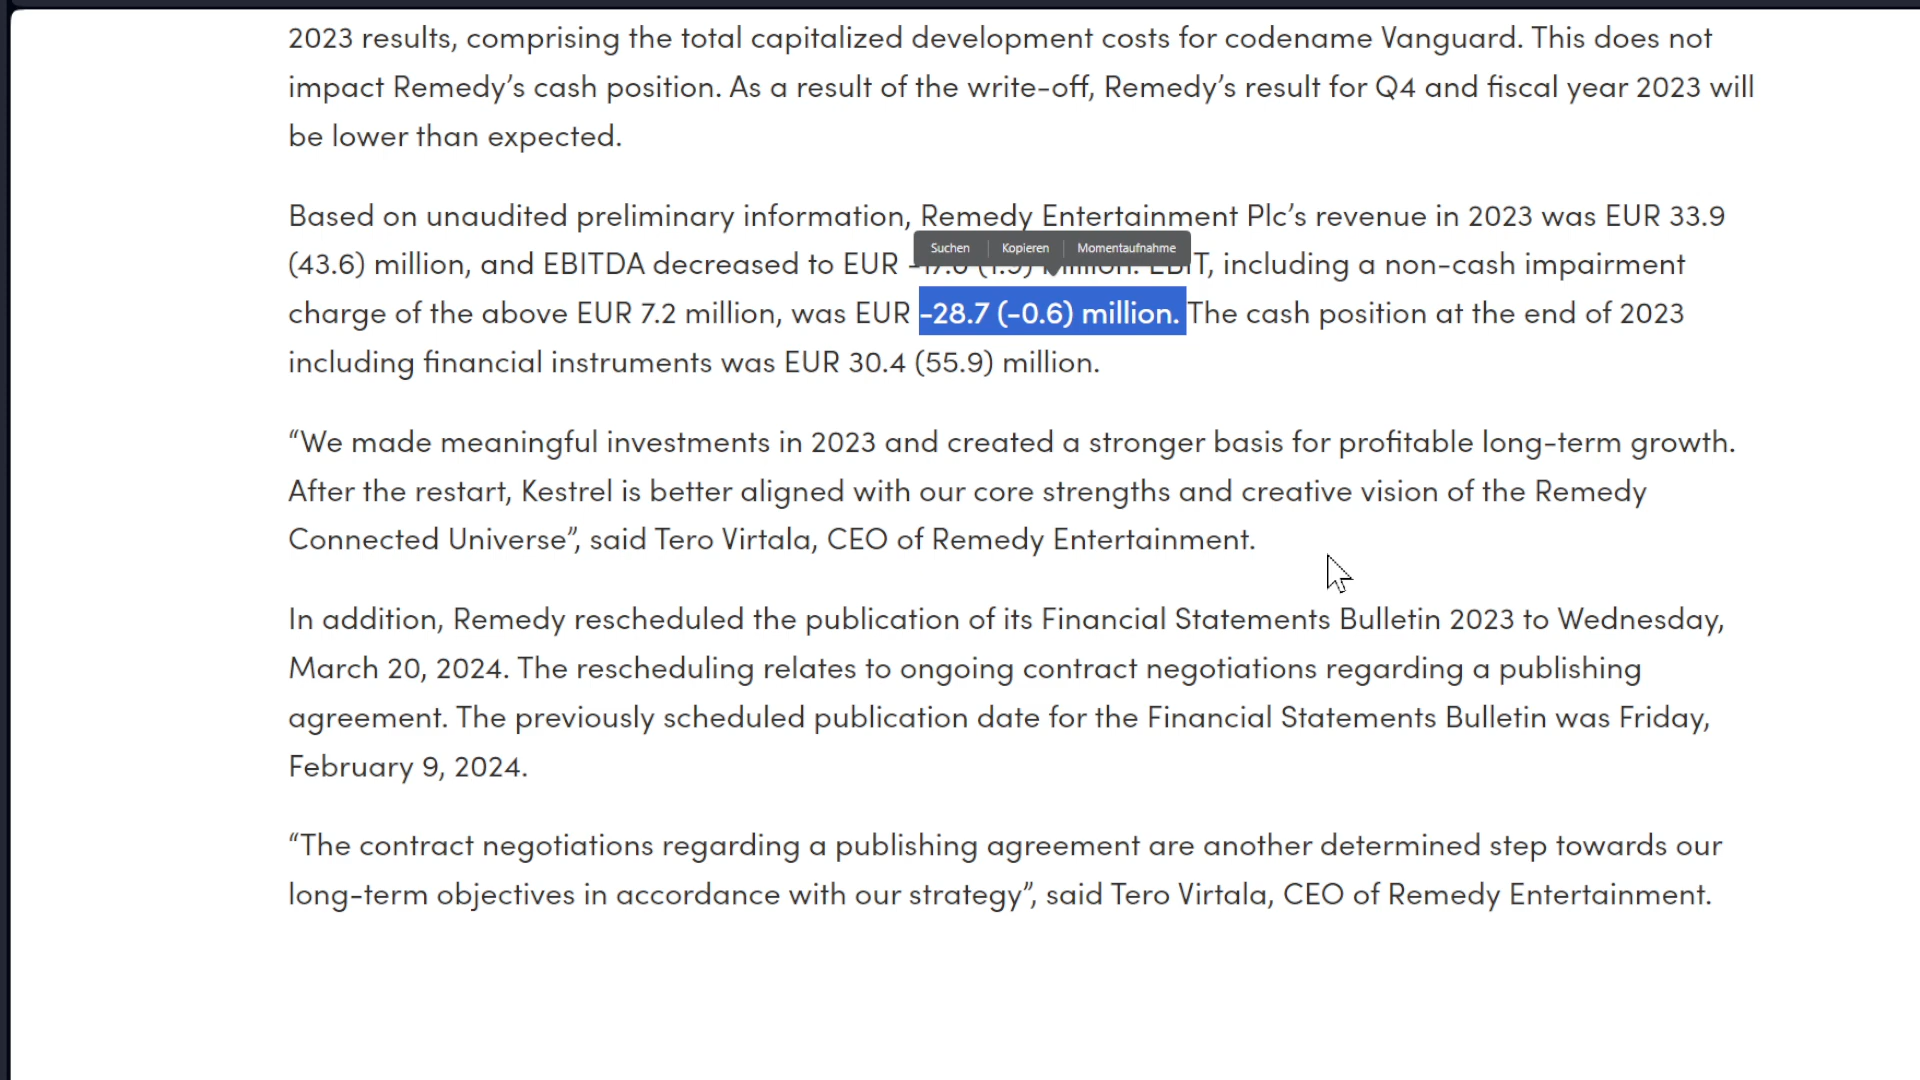 2023 results, comprising the total capitalized development costs for codename Vanguard. This does not
impact Remedy’s cash position. As a result of the write-off, Remedy’s result for Q4 and fiscal year 2023 will
be lower than expected.
Based on unaudited preliminary information, Remedy Entertainment Plc’s revenue in 2023 was EUR 33.9
Suchen Kopieren Momentaufnahme
(43.6) million, and EBITDA decreased to EUR million. EBIT, including a non-cash impairment
charge of the above EUR 7.2 million, was EUR -28.7 (-0.6) million. The cash position at the end of 2023
including financial instruments was EUR 30.4 (55.9) million.
“We made meaningful investments in 2023 and created a stronger basis for profitable long-term growth.
After the restart, Kestrel is better aligned with our core strengths and creative vision of the Remedy
Connected Universe”, said Tero Virtala, CEO of Remedy Entertainment.
In addition, Remedy rescheduled the publication of its Financial Statements Bulletin 2023 to Wednesday,
March 20, 2024. The rescheduling relates to ongoing contract negotiations regarding a publishing
agreement. The previously scheduled publication date for the Financial Statements Bulletin was Friday,
February 9, 2024.
“The contract negotiations regarding a publishing agreement are another determined step towards our
long-term objectives in accordance with our strategy”, said Tero Virtala, CEO of Remedy Entertainment.